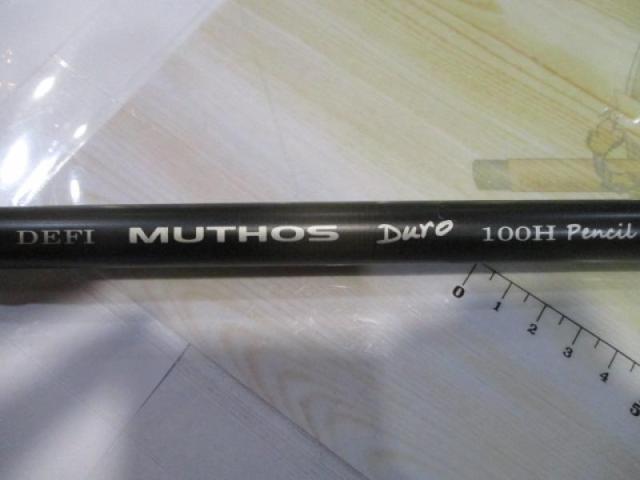 DEFI MUTHOS Duro 100H Pencil
0 1 2 3 4 5